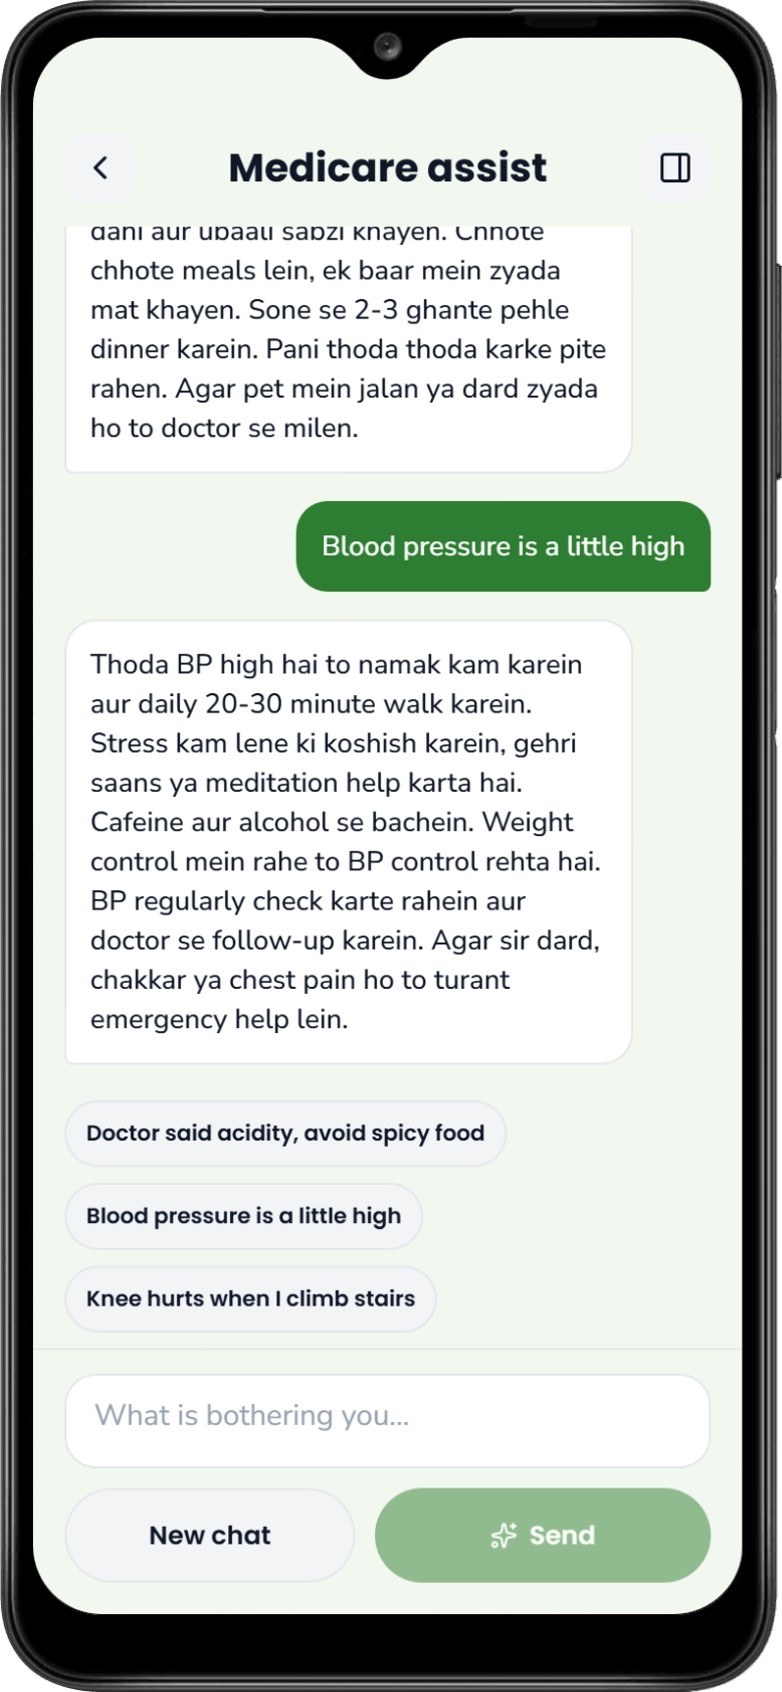 Medicare assist
dahi aur ubaali sabzi khayen. Chhote
chhote meals lein, ek baar mein zyada
mat khayen. Sone se 2-3 ghante pehle
dinner karein. Pani thoda thoda karke pite
rahen. Agar pet mein jalan ya dard zyada
ho to doctor se milen.
Blood pressure is a little high
Thoda BP high hai to namak kam karein
aur daily 20-30 minute walk karein.
Stress kam lene ki koshish karein, gehri
saans ya meditation help karta hai.
Cafeine aur alcohol se bachein. Weight
control mein rahe to BP control rehta hai.
BP regularly check karte rahein aur
doctor se follow-up karein. Agar sir dard,
chakkar ya chest pain ho to turant
emergency help lein.
Doctor said acidity, avoid spicy food
Blood pressure is a little high
Knee hurts when I climb stairs
What is bothering you...
New chat
Send